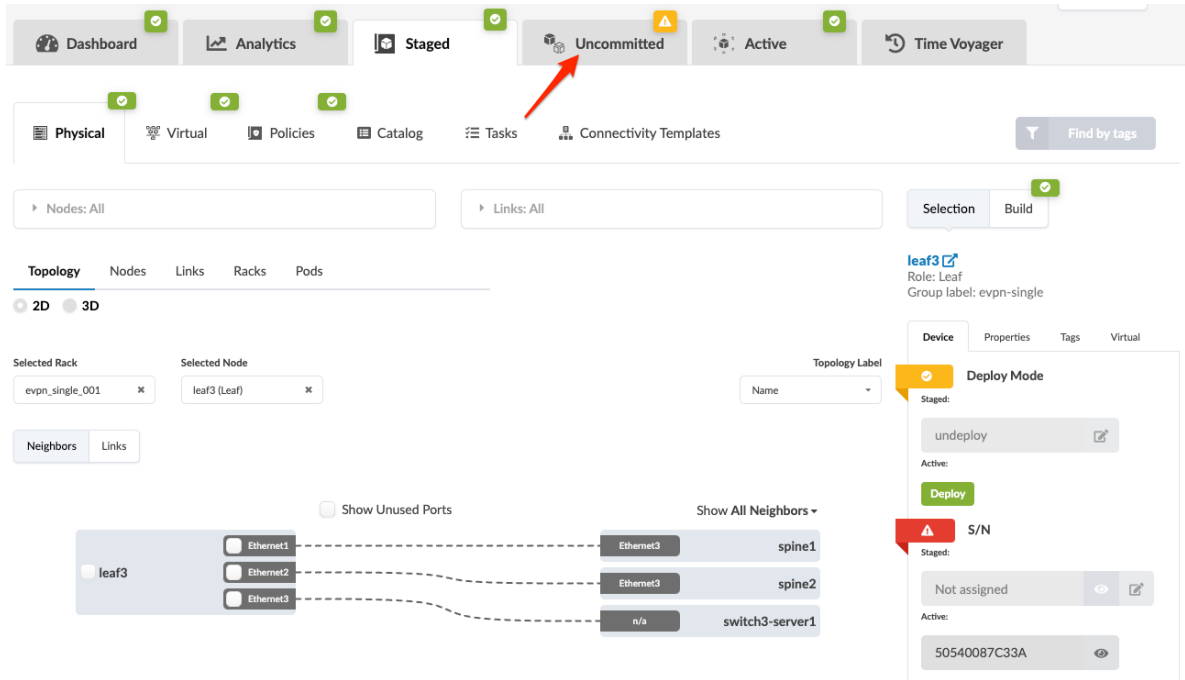 Dashboard
Analytics
Staged
Uncommitted
Active
Time Voyager
Physical
Virtual
Policies
Catalog
Tasks
Connectivity Templates
Find by tags
Nodes: All
Links: All
Selection
Build
Topology
Nodes
Links
Racks
Pods
2D
3D
leaf3
Role: Leaf
Group label: evpn-single
Device
Properties
Tags
Virtual
Selected Rack
Selected Node
Topology Label
evpn_single_001
leaf3 (Leaf)
Name
Deploy Mode
Staged:
undeploy
Active:
Deploy
Neighbors
Links
Show Unused Ports
Show All Neighbors
leaf3
Ethernet1
Ethernet2
Ethernet3
Ethernet3
spine1
Ethernet3
spine2
n/a
switch3-server1
S/N
Staged:
Not assigned
Active:
50540087C33A